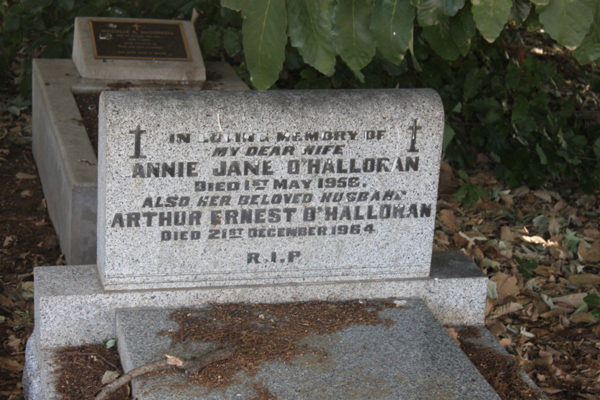 IN LOVING MEMORY OF
MY DEAR WIFE
ANNIE JANE O'HALLORAN
DIED 1ST MAY 1956.
ALSO HER BELOVED HUSBAND
ARTHUR ERNEST O'HALLORAN
DIED 21ST DECEMBER 1964.
R.I.P.